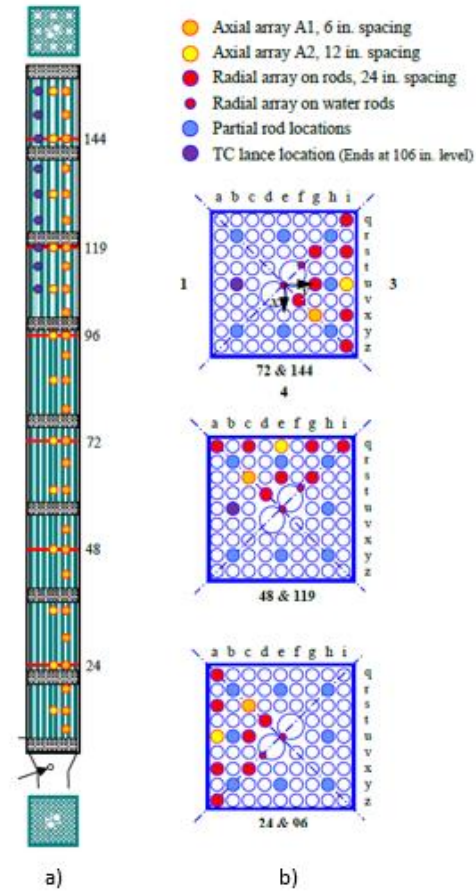 Axial array A1, 6 in. spacing
Axial array A2, 12 in. spacing
Radial array on rods, 24 in. spacing
Radial array on water rods
Partial rod locations
TC lance location (Ends at 106 in. level)
144
119
96
72
48
24
a b c d e f g h i
q
r
s
t
u
v
x
y
z
1
3
72 & 144
4
a b c d e f g h i
q
r
s
t
u
v
x
y
z
48 & 119
a b c d e f g h i
q
r
s
t
u
v
x
y
z
24 & 96
a)
b)